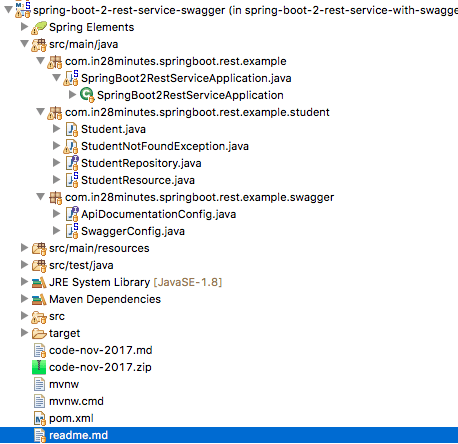 spring-boot-2-rest-service-swagger (in spring-boot-2-rest-service-with-swagge
Spring Elements
src/main/java
com.in28minutes.springboot.rest.example
SpringBoot2RestServiceApplication.java
SpringBoot2RestServiceApplication
com.in28minutes.springboot.rest.example.student
Student.java
StudentNotFoundException.java
StudentRepository.java
StudentResource.java
com.in28minutes.springboot.rest.example.swagger
ApiDocumentationConfig.java
SwaggerConfig.java
src/main/resources
src/test/java
JRE System Library [JavaSE-1.8]
Maven Dependencies
src
target
code-nov-2017.md
code-nov-2017.zip
mvnw
mvnw.cmd
pom.xml
readme.md